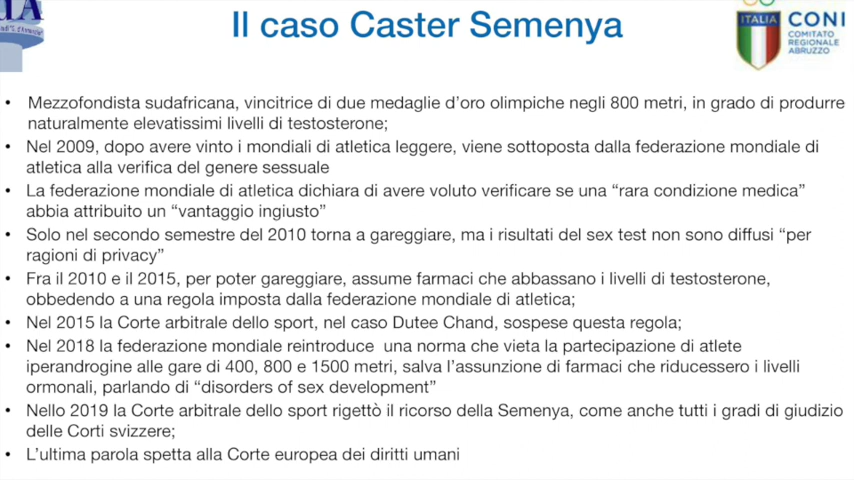 Il caso Caster Semenya
ITALIA
CONI
COMITATO
REGIONALE
ABRUZZO
• Mezzofondista sudafricana, vincitrice di due medaglie d'oro olimpiche negli 800 metri, in grado di produrre
naturalmente elevatissimi livelli di testosterone;
• Nel 2009, dopo avere vinto i mondiali di atletica leggere, viene sottoposta dalla federazione mondiale di
atletica alla verifica del genere sessuale
• La federazione mondiale di atletica dichiara di avere voluto verificare se una “rara condizione medica”
abbia attribuito un “vantaggio ingiusto”
• Solo nel secondo semestre del 2010 torna a gareggiare, ma i risultati del sex test non sono diffusi “per
ragioni di privacy”
• Fra il 2010 e il 2015, per poter gareggiare, assume farmaci che abbassano i livelli di testosterone,
obbedendo a una regola imposta dalla federazione mondiale di atletica;
• Nel 2015 la Corte arbitrale dello sport, nel caso Dutee Chand, sospese questa regola;
• Nel 2018 la federazione mondiale reintroduce una norma che vieta la partecipazione di atlete
iperandrogine alle gare di 400, 800 e 1500 metri, salva l'assunzione di farmaci che riducessero i livelli
ormonali, parlando di “disorders of sex development”
• Nello 2019 la Corte arbitrale dello sport rigettò il ricorso della Semenya, come anche tutti i gradi di giudizio
delle Corti svizzere;
• L'ultima parola spetta alla Corte europea dei diritti umani